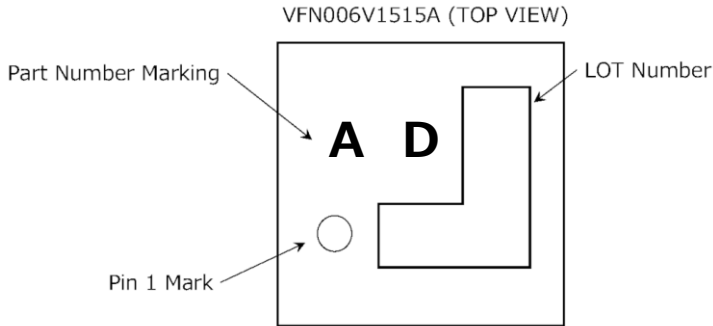 VFN006V1515A (TOP VIEW)
Part Number Marking
LOT Number
A D
Pin 1 Mark